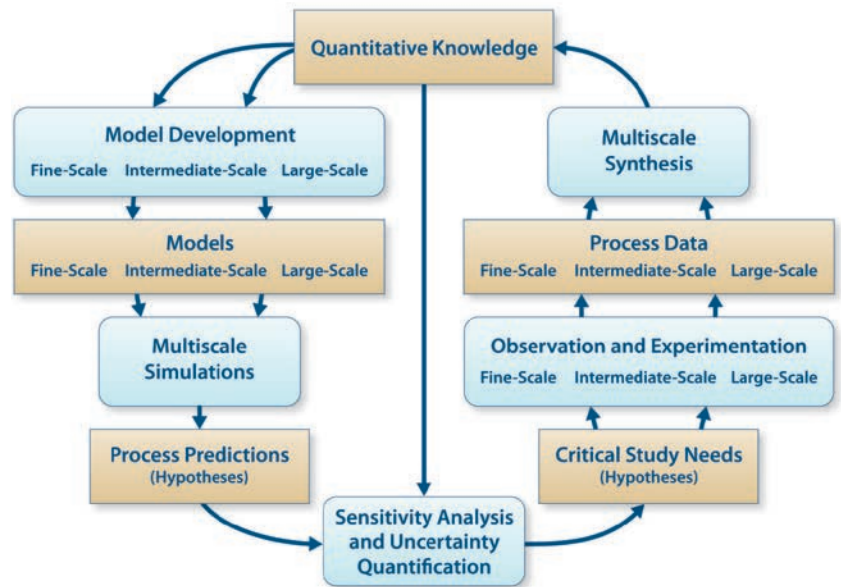 Quantitative Knowledge
Model Development
Fine-Scale Intermediate-Scale Large-Scale
Models
Fine-Scale Intermediate-Scale Large-Scale
Multiscale
Simulations
Process Predictions
(Hypotheses)
Sensitivity Analysis
and Uncertainty
Quantification
Critical Study Needs
(Hypotheses)
Observation and Experimentation
Fine-Scale Intermediate-Scale Large-Scale
Process Data
Fine-Scale Intermediate-Scale Large-Scale
Multiscale
Synthesis